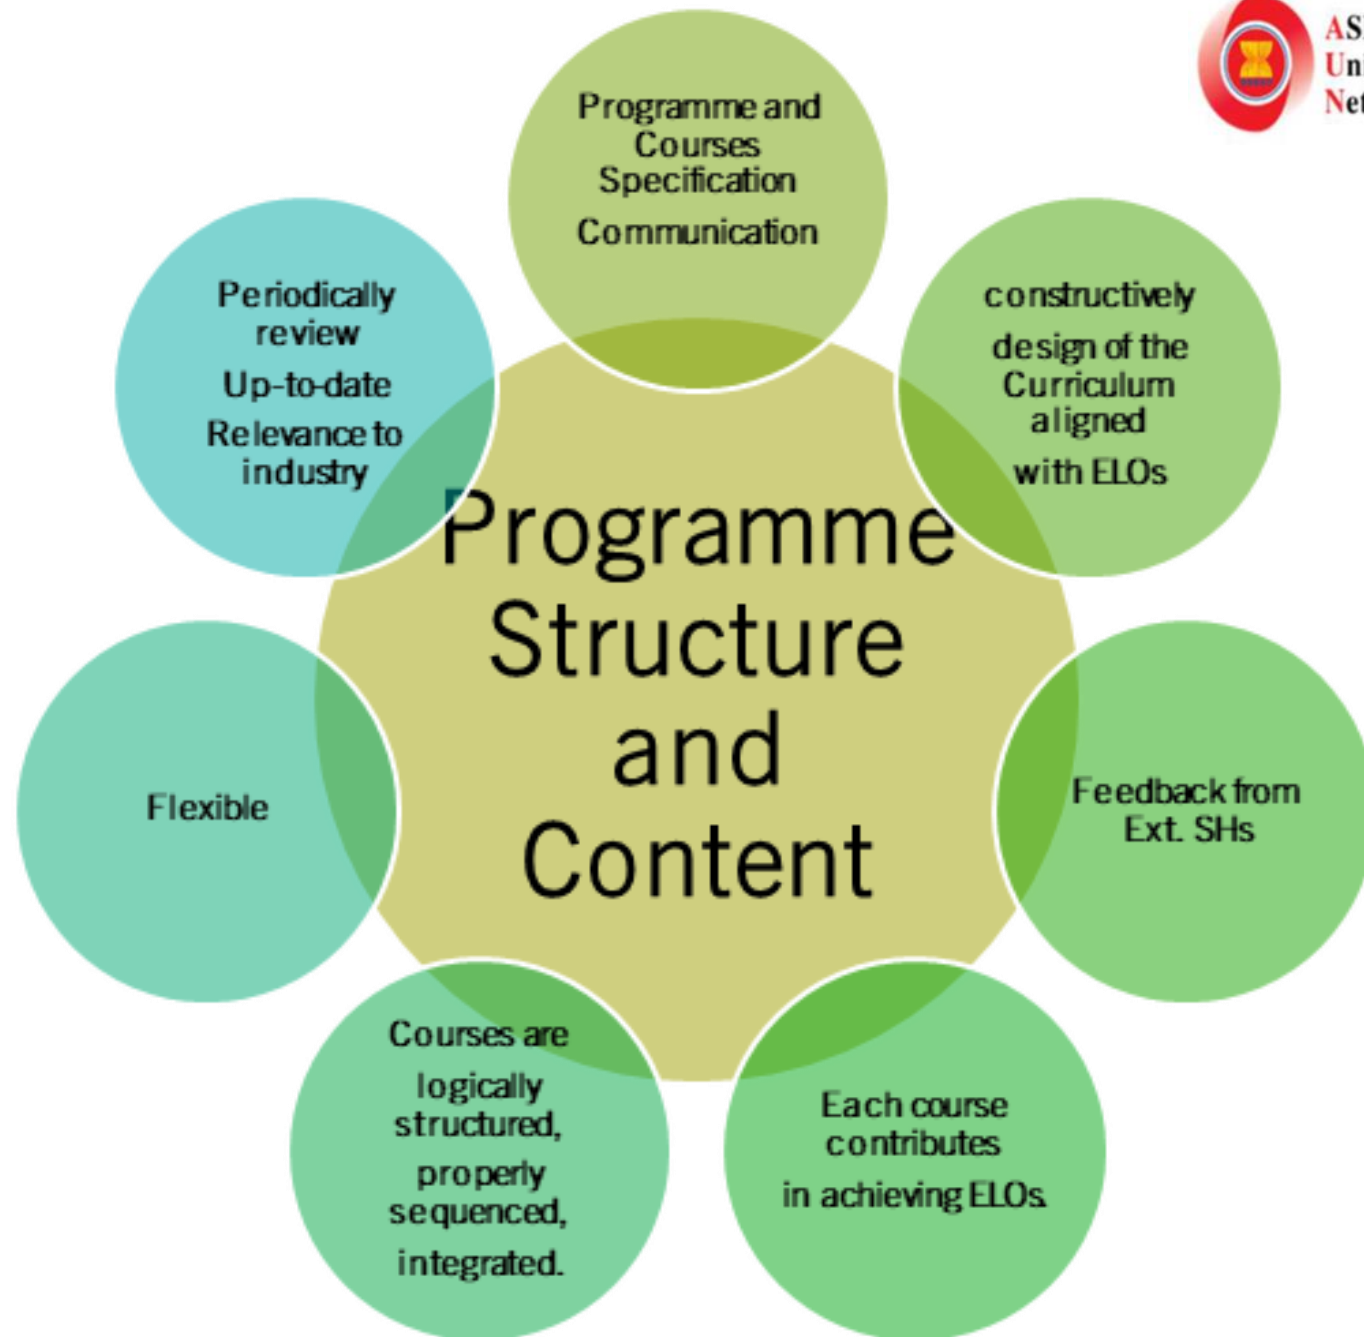 Programme and
Courses
Specification
Communication
constructively
design of the
Curriculum
aligned
with ELOs
Feedback from
Ext. SHs
Each course
contributes
in achieving ELOs.
Courses are
logically
structured,
properly
sequenced,
integrated.
Flexible
Periodically
review
Up-to-date
Relevance to
industry
Programme
Structure
and
Content